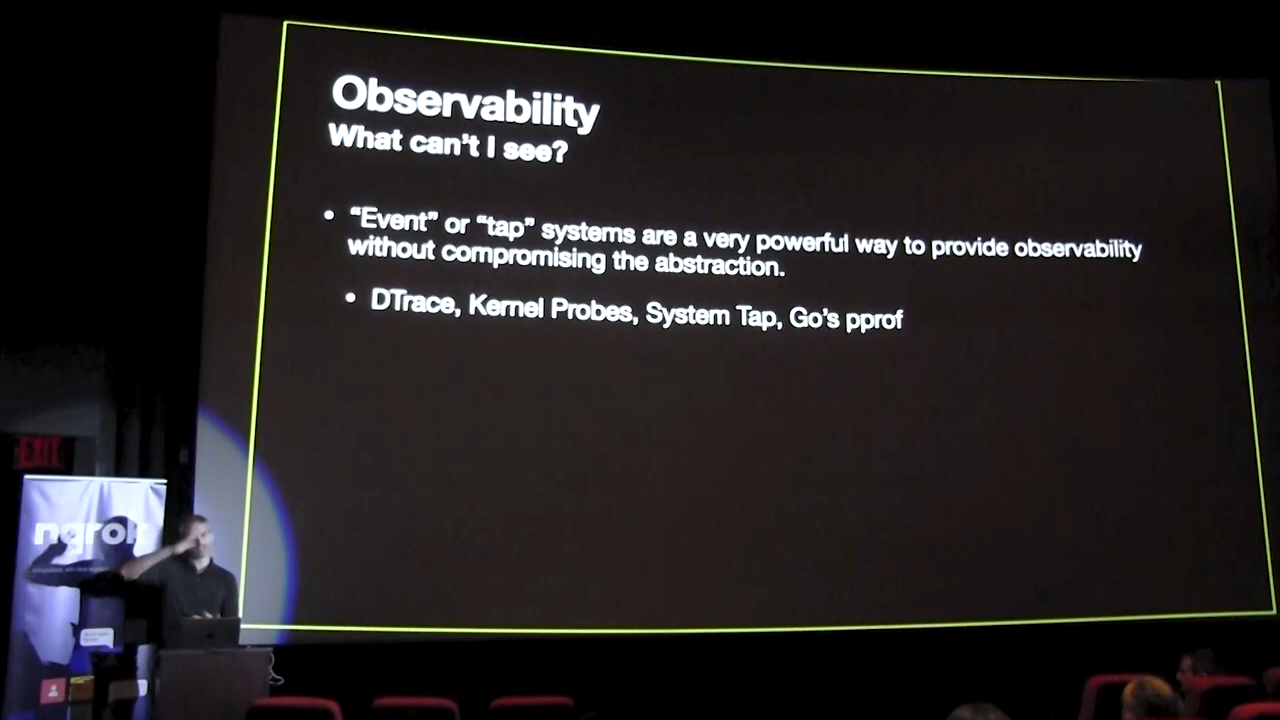 Observability
What can't I see?
• “Event” or “tap” systems are a very powerful way to provide observability
without compromising the abstraction.
• DTrace, Kernel Probes, System Tap, Go's pprof
EXIT
ngrok